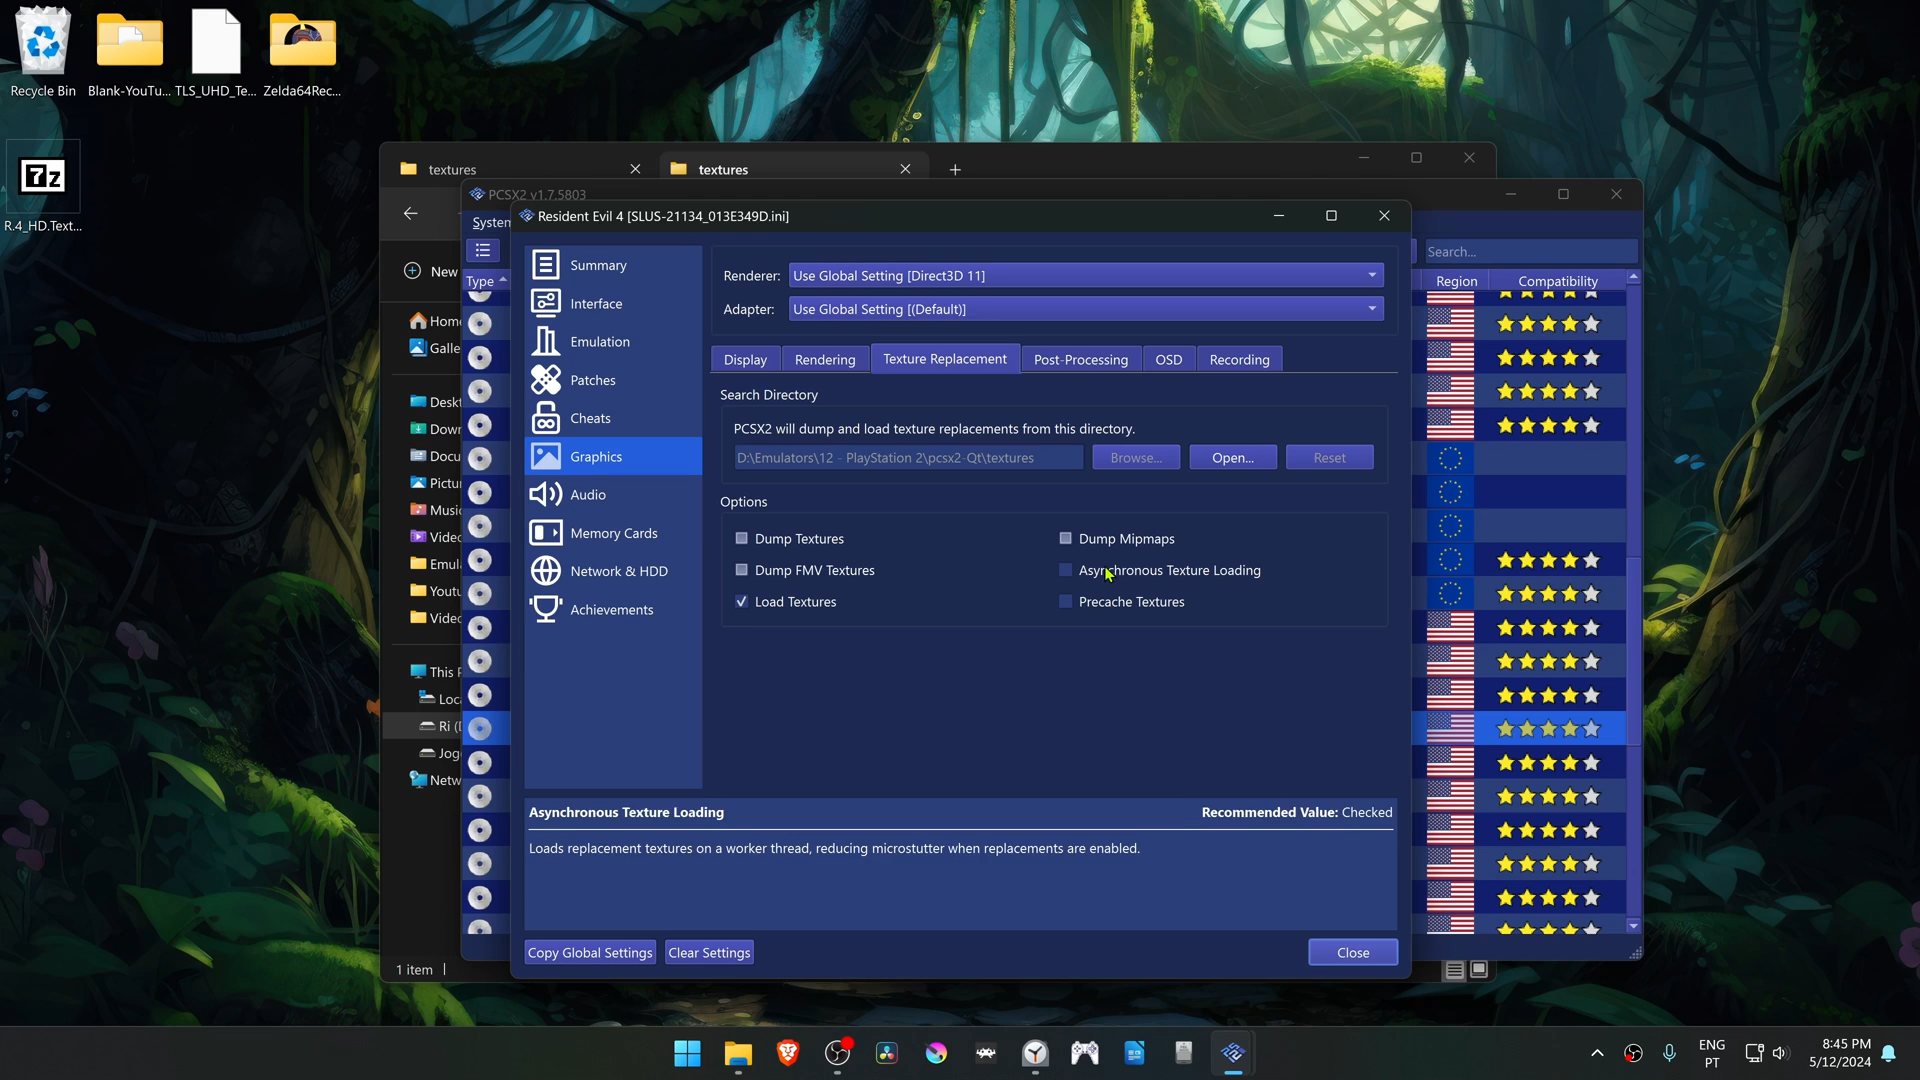 Recycle Bin
Blank-YouTu...
TLS_UHD_Te...
Zelda64Rec...
7z
R.4_HD.Text...
textures
textures
PCSX2 v1.7.5803
System
Resident Evil 4 [SLUS-21134_013E349D.ini]
Search...
New
Type
Region
Compatibility
Home
Galle
Deskt
Down
Docu
Pictur
Music
Video
Emula
Youtu
Video
This P
Loca
Ri (
Jogo
Netw
Summary
Interface
Emulation
Patches
Cheats
Graphics
Audio
Memory Cards
Network & HDD
Achievements
Renderer:
Use Global Setting [Direct3D 11]
Adapter:
Use Global Setting [(Default)]
Display
Rendering
Texture Replacement
Post-Processing
OSD
Recording
Search Directory
PCSX2 will dump and load texture replacements from this directory.
D:\Emulators\12 - PlayStation 2\pcsx2-Qt\textures
Browse...
Open...
Reset
Options
Dump Textures
Dump Mipmaps
Dump FMV Textures
Asynchronous Texture Loading
Load Textures
Precache Textures
Asynchronous Texture Loading
Recommended Value: Checked
Loads replacement textures on a worker thread, reducing microstutter when replacements are enabled.
Copy Global Settings
Clear Settings
Close
1 item
ENG
PT
8:45 PM
5/12/2024